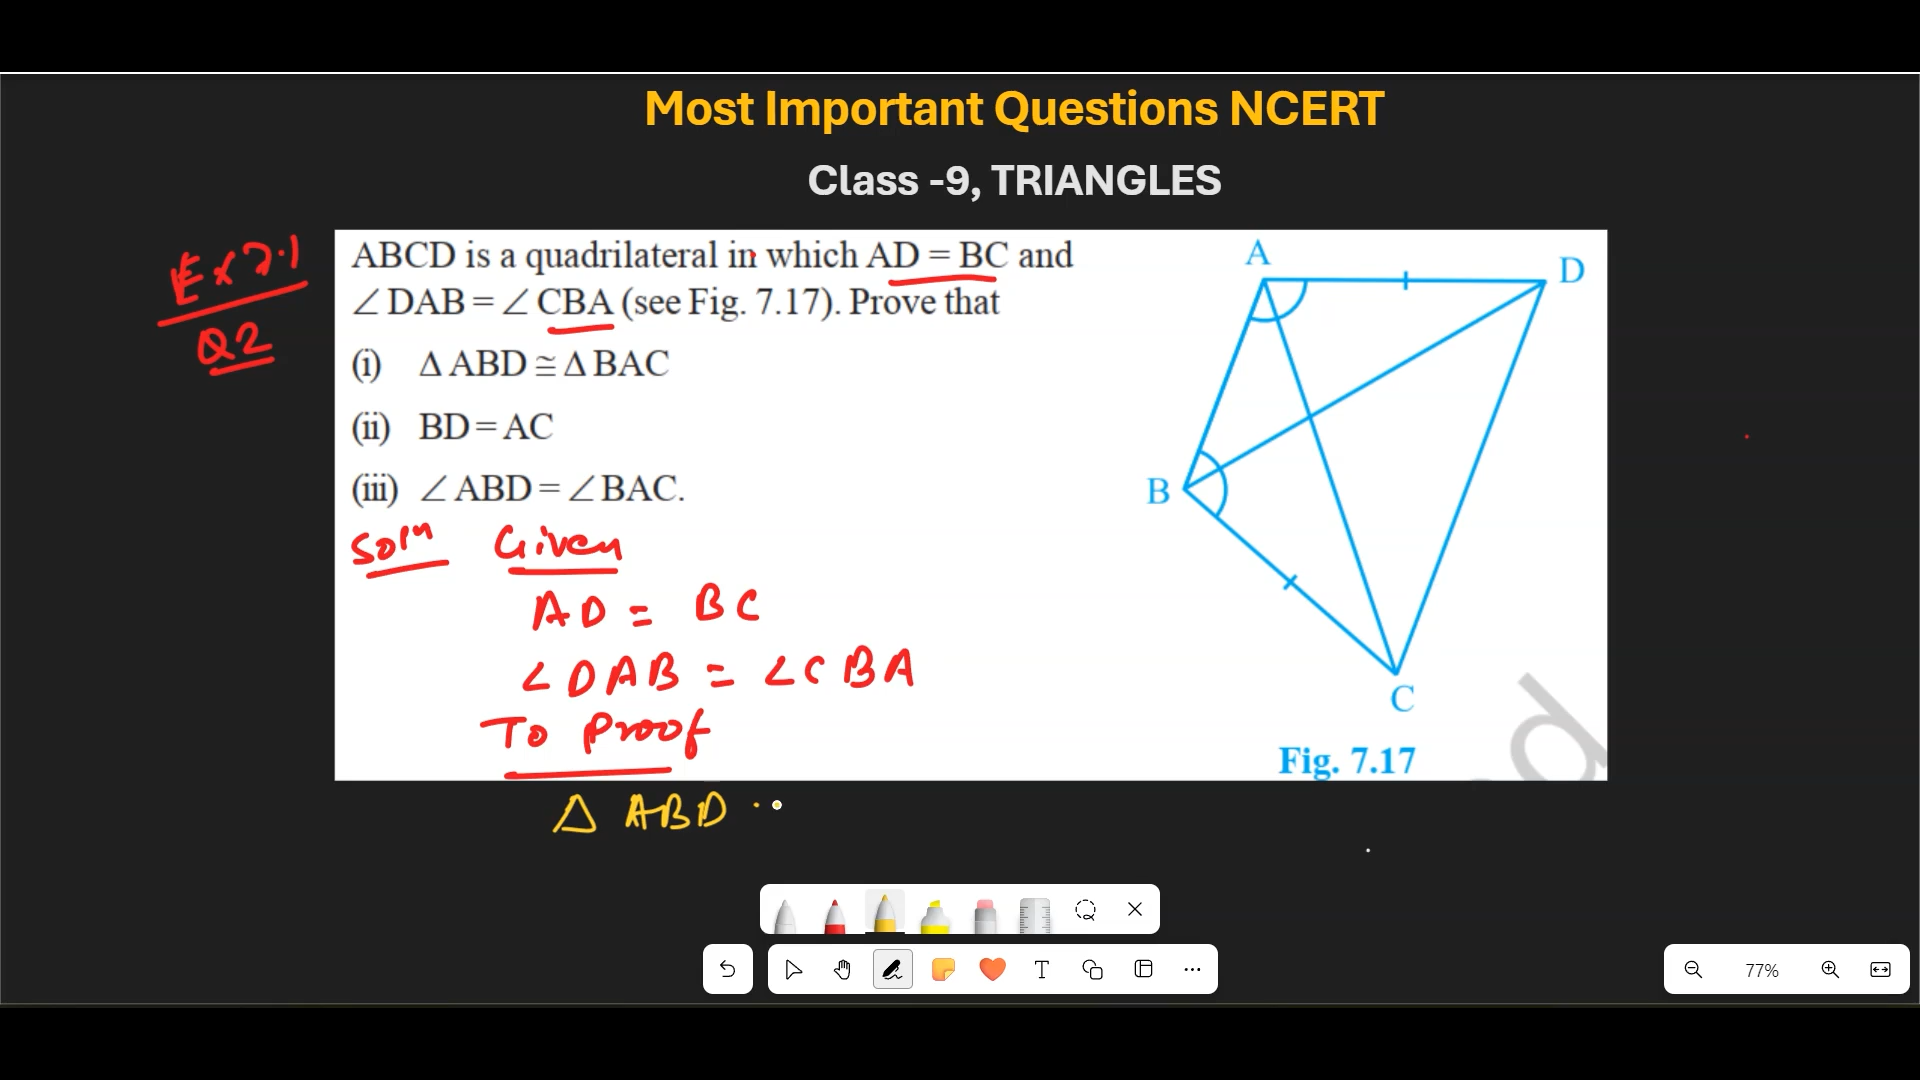 Most Important Questions NCERT
Class -9, TRIANGLES
Ex 7.1
Q2
ABCD is a quadrilateral in which AD = BC and
∠ DAB = ∠ CBA (see Fig. 7.17). Prove that
(i) Δ ABD ≅ Δ BAC
(ii) BD = AC
(iii) ∠ ABD = ∠ BAC.
A
D
B
C
Fig. 7.17
Soln Given
AD = BC
∠DAB = ∠CBA
To Proof
Δ ABD
d
77%